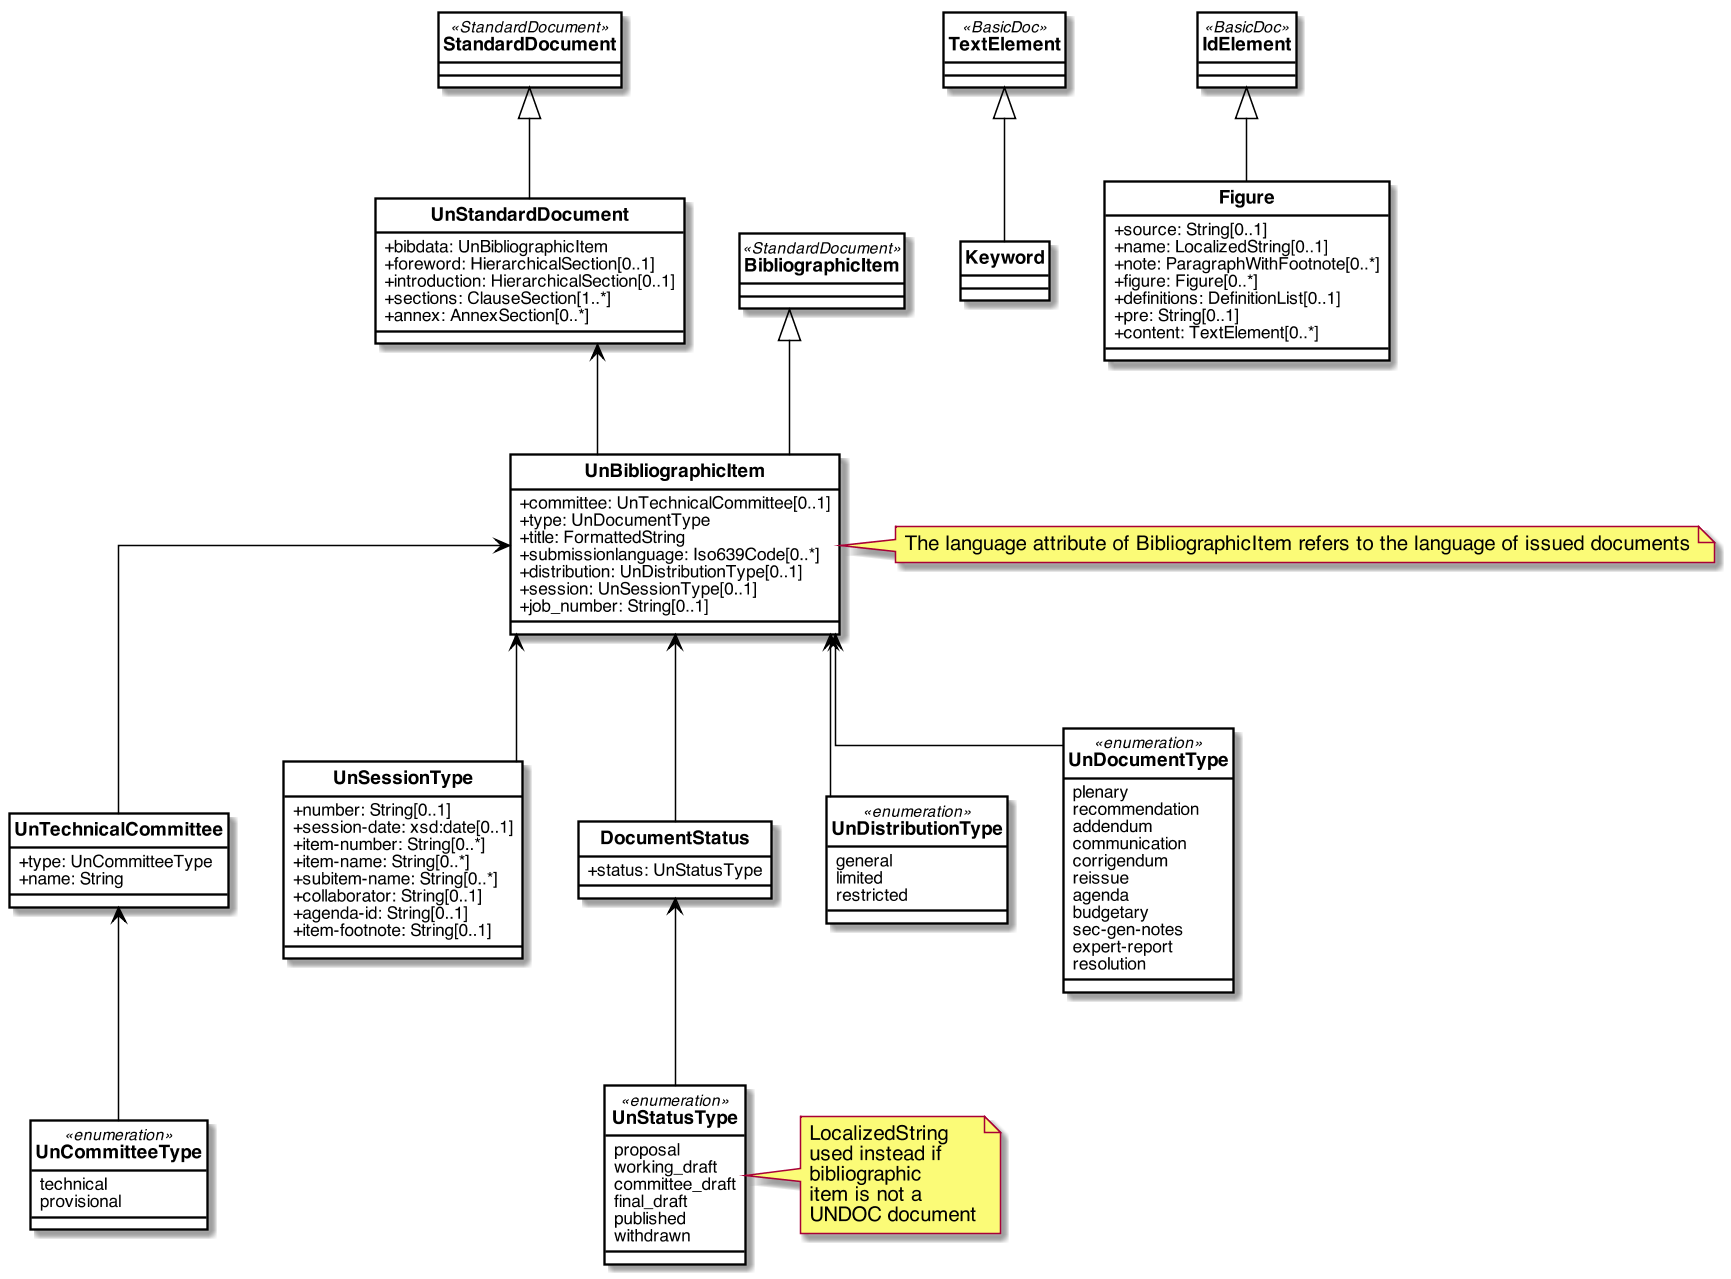 «StandardDocument»
StandardDocument
«BasicDoc»
TextElement
«BasicDoc»
IdElement
UnStandardDocument
+bibdata: UnBibliographicItem
+foreword: HierarchicalSection[0..1]
+introduction: HierarchicalSection[0..1]
+sections: ClauseSection[1..*]
+annex: AnnexSection[0..*]
«StandardDocument»
BibliographicItem
Keyword
Figure
+source: String[0..1]
+name: LocalizedString[0..1]
+note: ParagraphWithFootnote[0..*]
+figure: Figure[0..*]
+definitions: DefinitionList[0..1]
+pre: String[0..1]
+content: TextElement[0..*]
UnBibliographicItem
+committee: UnTechnicalCommittee[0..1]
+type: UnDocumentType
+title: FormattedString
+submissionlanguage: Iso639Code[0..*]
+distribution: UnDistributionType[0..1]
+session: UnSessionType[0..1]
+job_number: String[0..1]
The language attribute of BibliographicItem refers to the language of issued documents
UnTechnicalCommittee
+type: UnCommitteeType
+name: String
UnSessionType
+number: String[0..1]
+session-date: xsd:date[0..1]
+item-number: String[0..*]
+item-name: String[0..*]
+subitem-name: String[0..*]
+collaborator: String[0..1]
+agenda-id: String[0..1]
+item-footnote: String[0..1]
DocumentStatus
+status: UnStatusType
«enumeration»
UnDistributionType
general
limited
restricted
«enumeration»
UnDocumentType
plenary
recommendation
addendum
communication
corrigendum
reissue
agenda
budgetary
sec-gen-notes
expert-report
resolution
«enumeration»
UnCommitteeType
technical
provisional
«enumeration»
UnStatusType
proposal
working_draft
committee_draft
final_draft
published
withdrawn
LocalizedString
used instead if
bibliographic
item is not a
UNDOC document